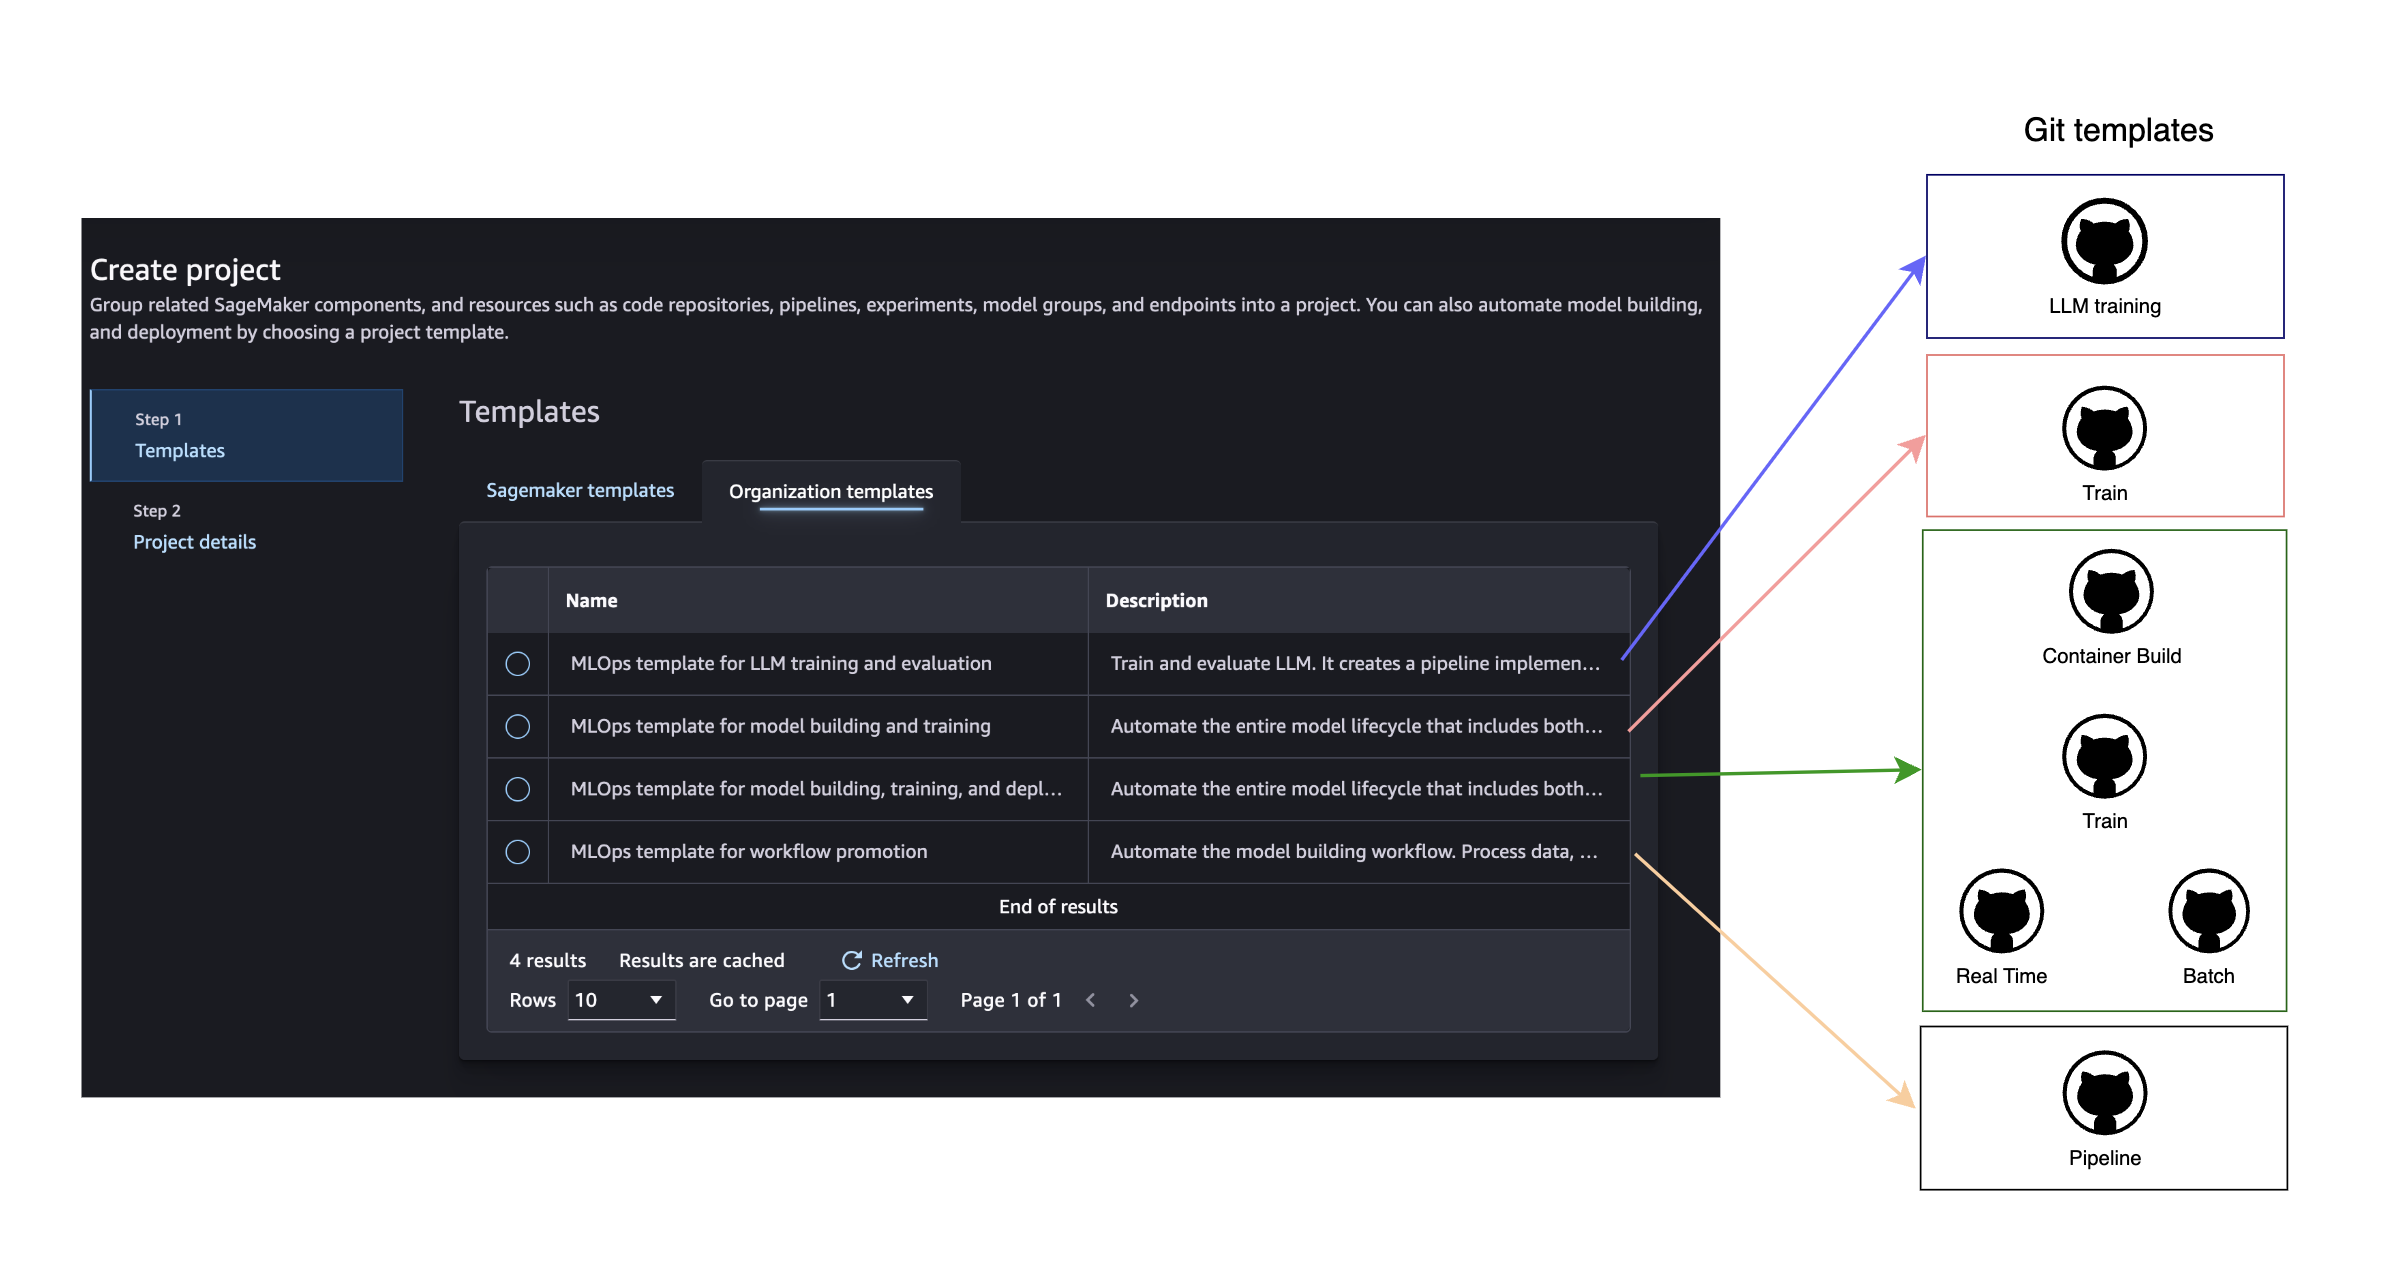 Git templates
Create project
Group related SageMaker components, and resources such as code repositories, pipelines, experiments, model groups, and endpoints into a project. You can also automate model building,
and deployment by choosing a project template.
Step 1
Templates
Step 2
Project details
Templates
Sagemaker templates
Organization templates
Name
Description
MLOps template for LLM training and evaluation
Train and evaluate LLM. It creates a pipeline implemen...
MLOps template for model building and training
Automate the entire model lifecycle that includes both...
MLOps template for model building, training, and depl...
Automate the entire model lifecycle that includes both...
MLOps template for workflow promotion
Automate the model building workflow. Process data, ...
End of results
4 results
Results are cached
Refresh
Rows
10
Go to page
1
Page 1 of 1
LLM training
Train
Container Build
Train
Real Time
Batch
Pipeline